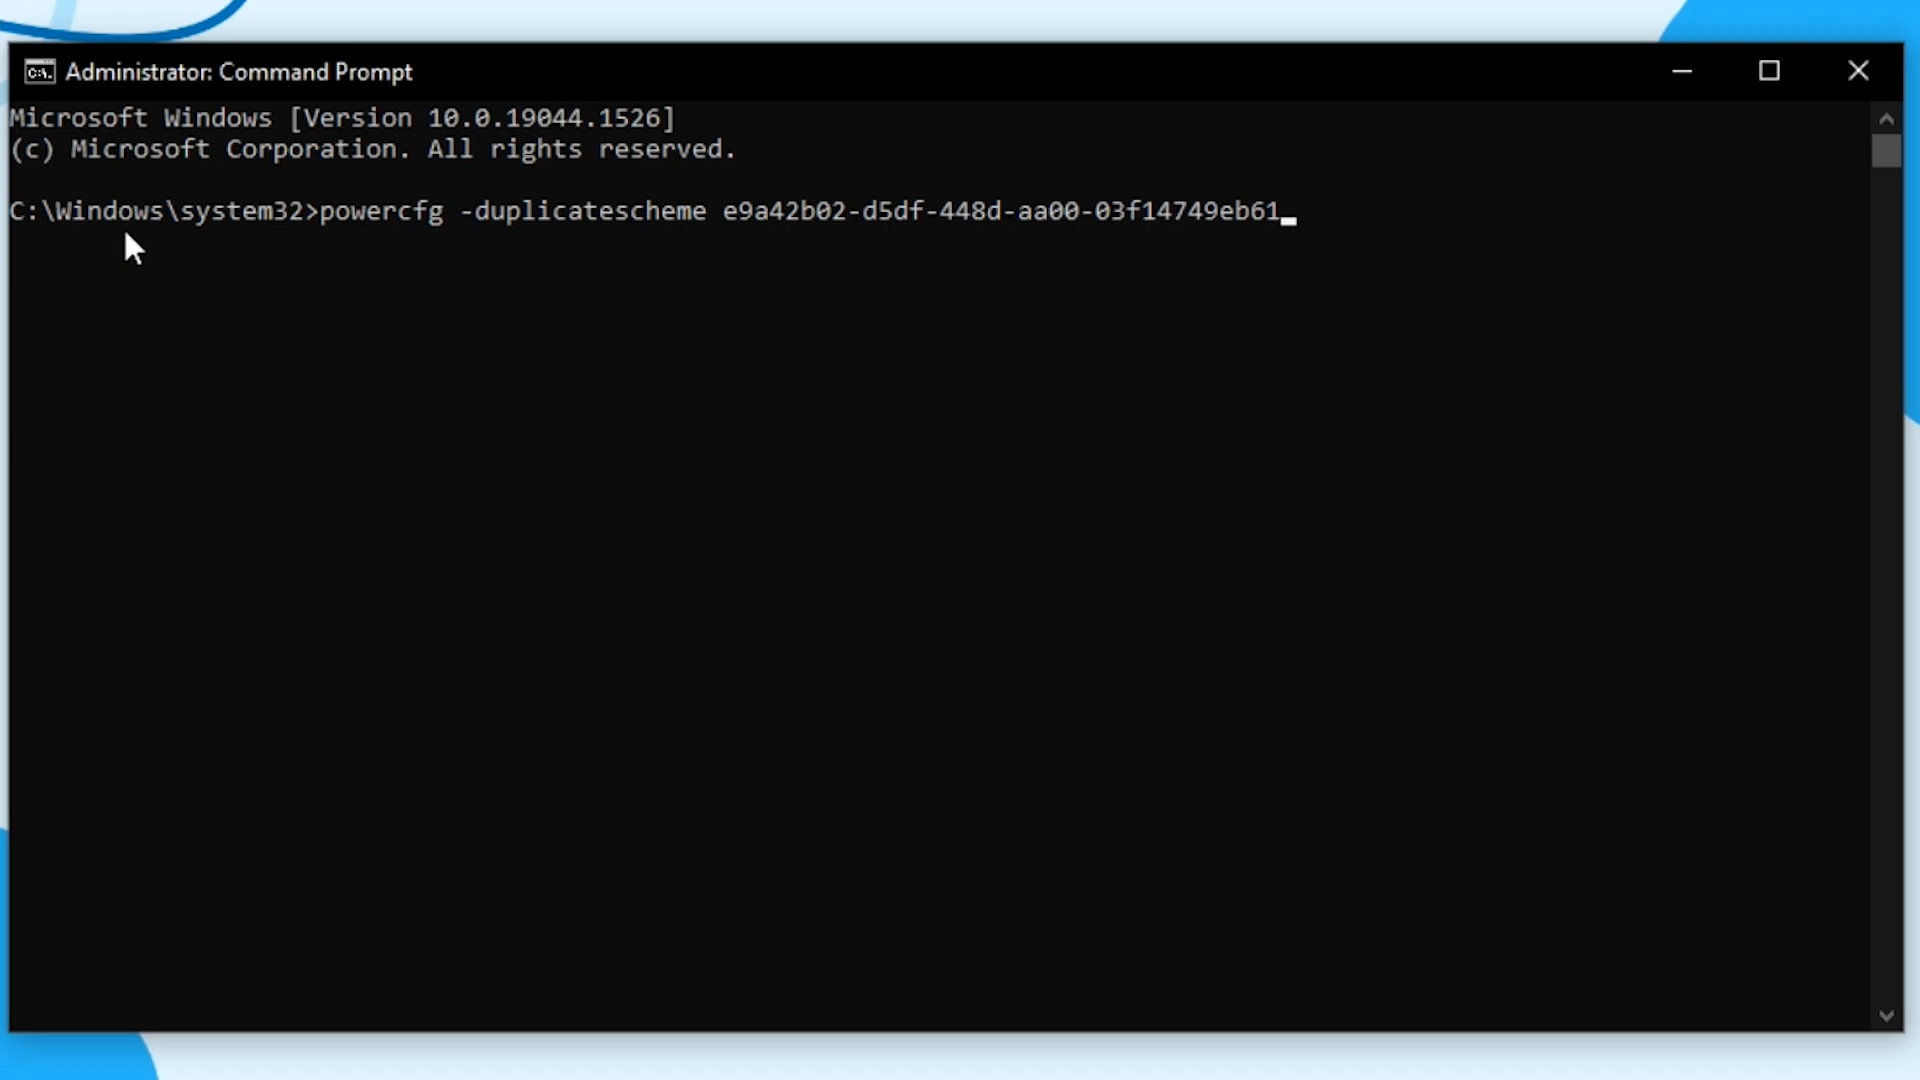 Administrator: Command Prompt
Microsoft Windows [Version 10.0.19044.1526]
(c) Microsoft Corporation. All rights reserved.
C:\Windows\system32>powercfg -duplicatescheme e9a42b02-d5df-448d-aa00-03f14749eb61